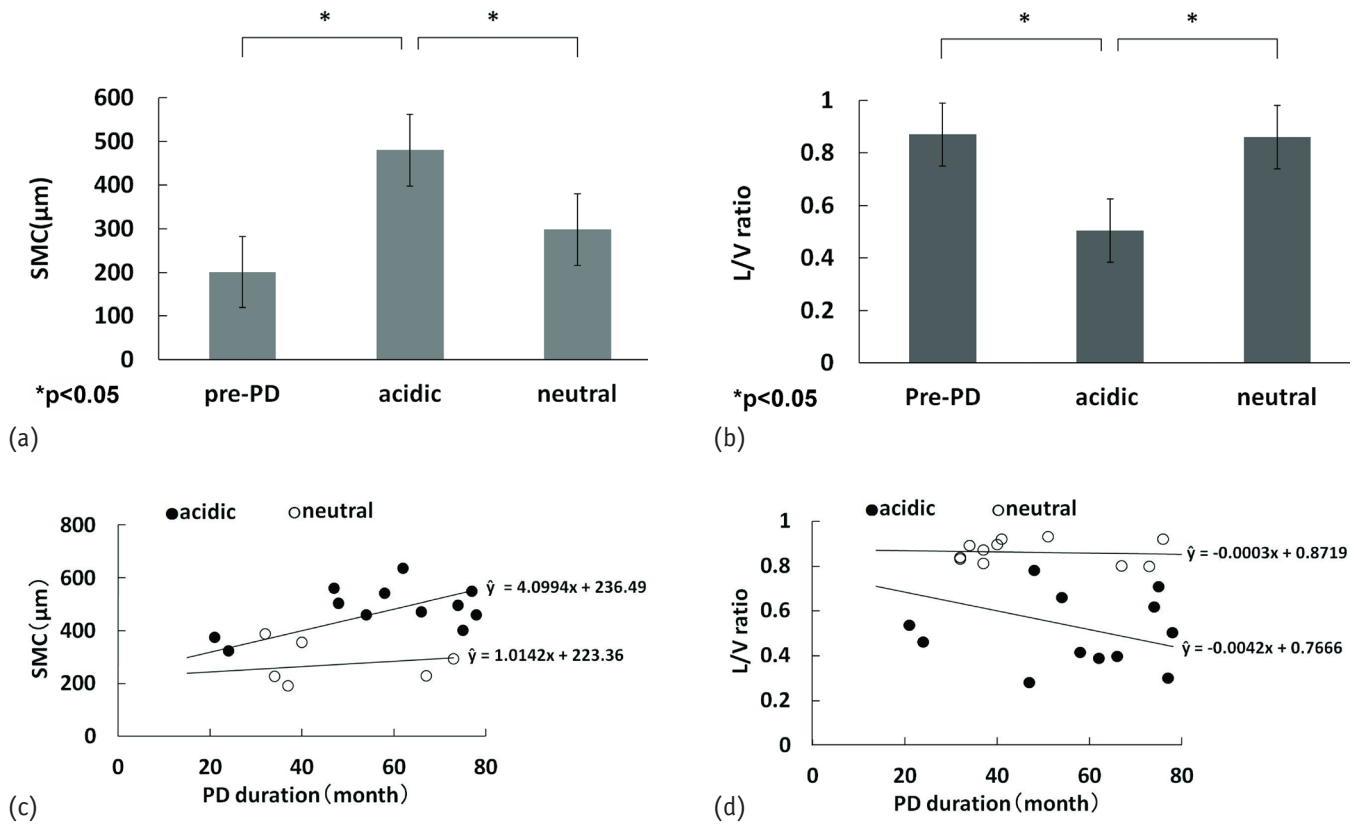 * *
600
500
400
300
200
100
0
SMC(μm)
pre-PD acidic neutral
*p<0.05
(a)
* *
1
0.8
0.6
0.4
0.2
0
L/V ratio
Pre-PD acidic neutral
*p<0.05
(b)
acidic neutral
800
600
400
200
0
SMC(μm)
ŷ = 4.0994x + 236.49
ŷ = 1.0142x + 223.36
0 20 40 60 80
PD duration(month)
(c)
acidic neutral
1
0.8
0.6
0.4
0.2
0
L/V ratio
ŷ = -0.0003x + 0.8719
ŷ = -0.0042x + 0.7666
0 20 40 60 80
PD duration(month)
(d)